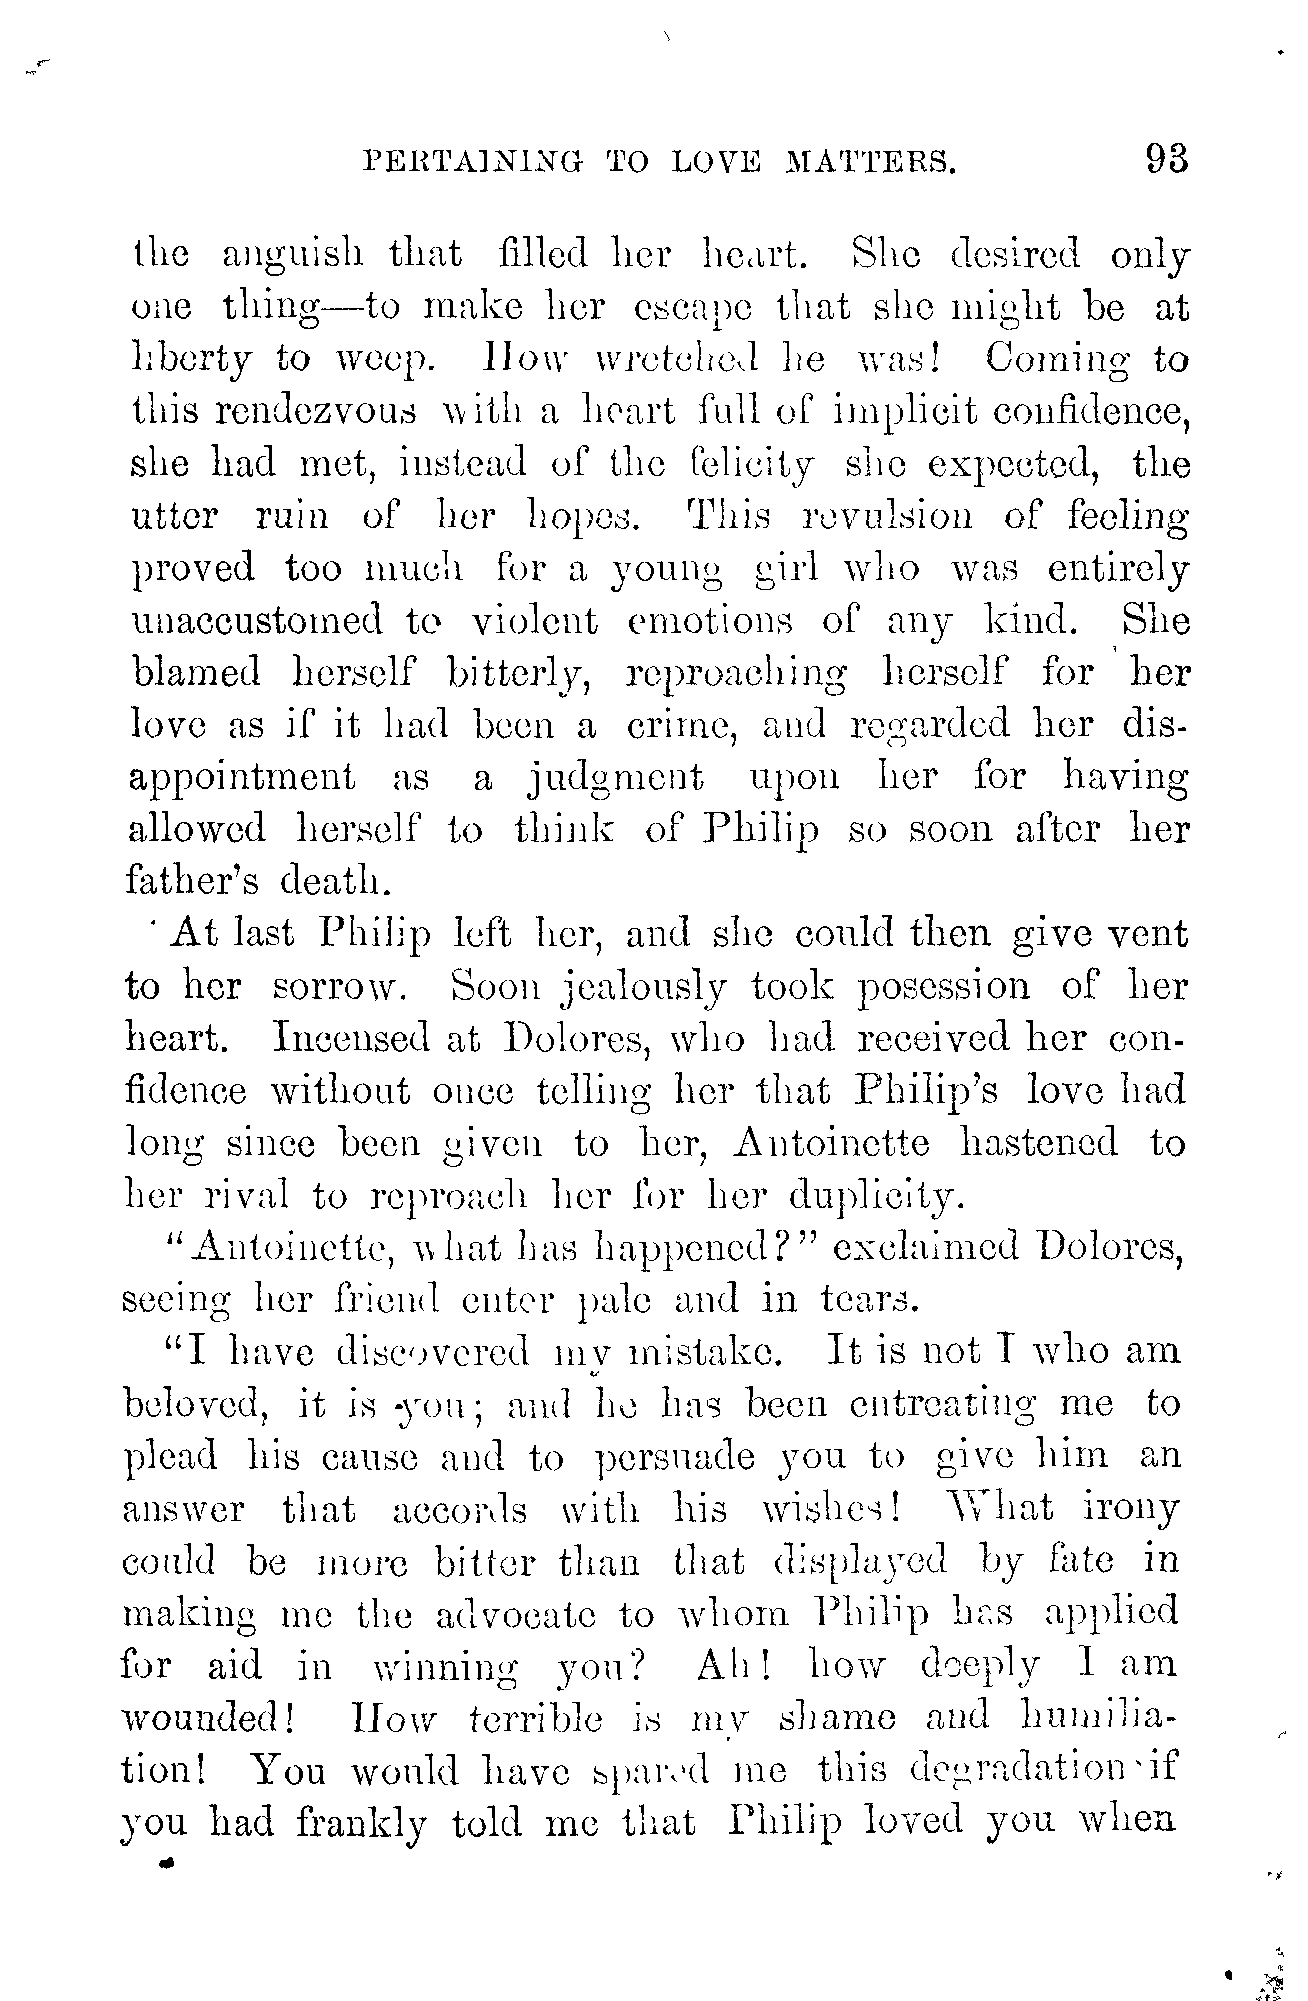 PERTAINING TO LOVE MATTERS. 93
the anguish that filled her heart. She desired only
one thing—to make her escape that she might be at
liberty to weep. How wretched he was! Coming to
this rendezvous with a heart full of implicit confidence,
she had met, instead of the felicity she expected, the
utter ruin of her hopes. This revulsion of feeling
proved too much for a young girl who was entirely
unaccustomed to violent emotions of any kind. She
blamed herself bitterly, reproaching herself for her
love as if it had been a crime, and regarded her dis-
appointment as a judgment upon her for having
allowed herself to think of Philip so soon after her
father's death.
At last Philip left her, and she could then give vent
to her sorrow. Soon jealously took posession of her
heart. Incensed at Dolores, who had received her con-
fidence without once telling her that Philip's love had
long since been given to her, Antoinette hastened to
her rival to reproach her for her duplicity.
"Antoinette, what has happened?" exclaimed Dolores,
seeing her friend enter pale and in tears.
"I have discovered my mistake. It is not I who am
beloved, it is you; and he has been entreating me to
plead his cause and to persuade you to give him an
answer that accords with his wishes! What irony
could be more bitter than that displayed by fate in
making me the advocate to whom Philip has applied
for aid in winning you? Ah! how deeply I am
wounded! How terrible is my shame and humilia-
tion! You would have spared me this degradation if
you had frankly told me that Philip loved you when